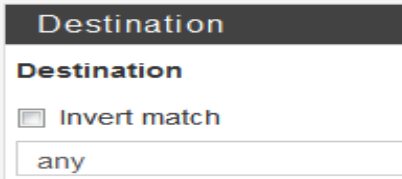 Destination
Destination
Invert match
any